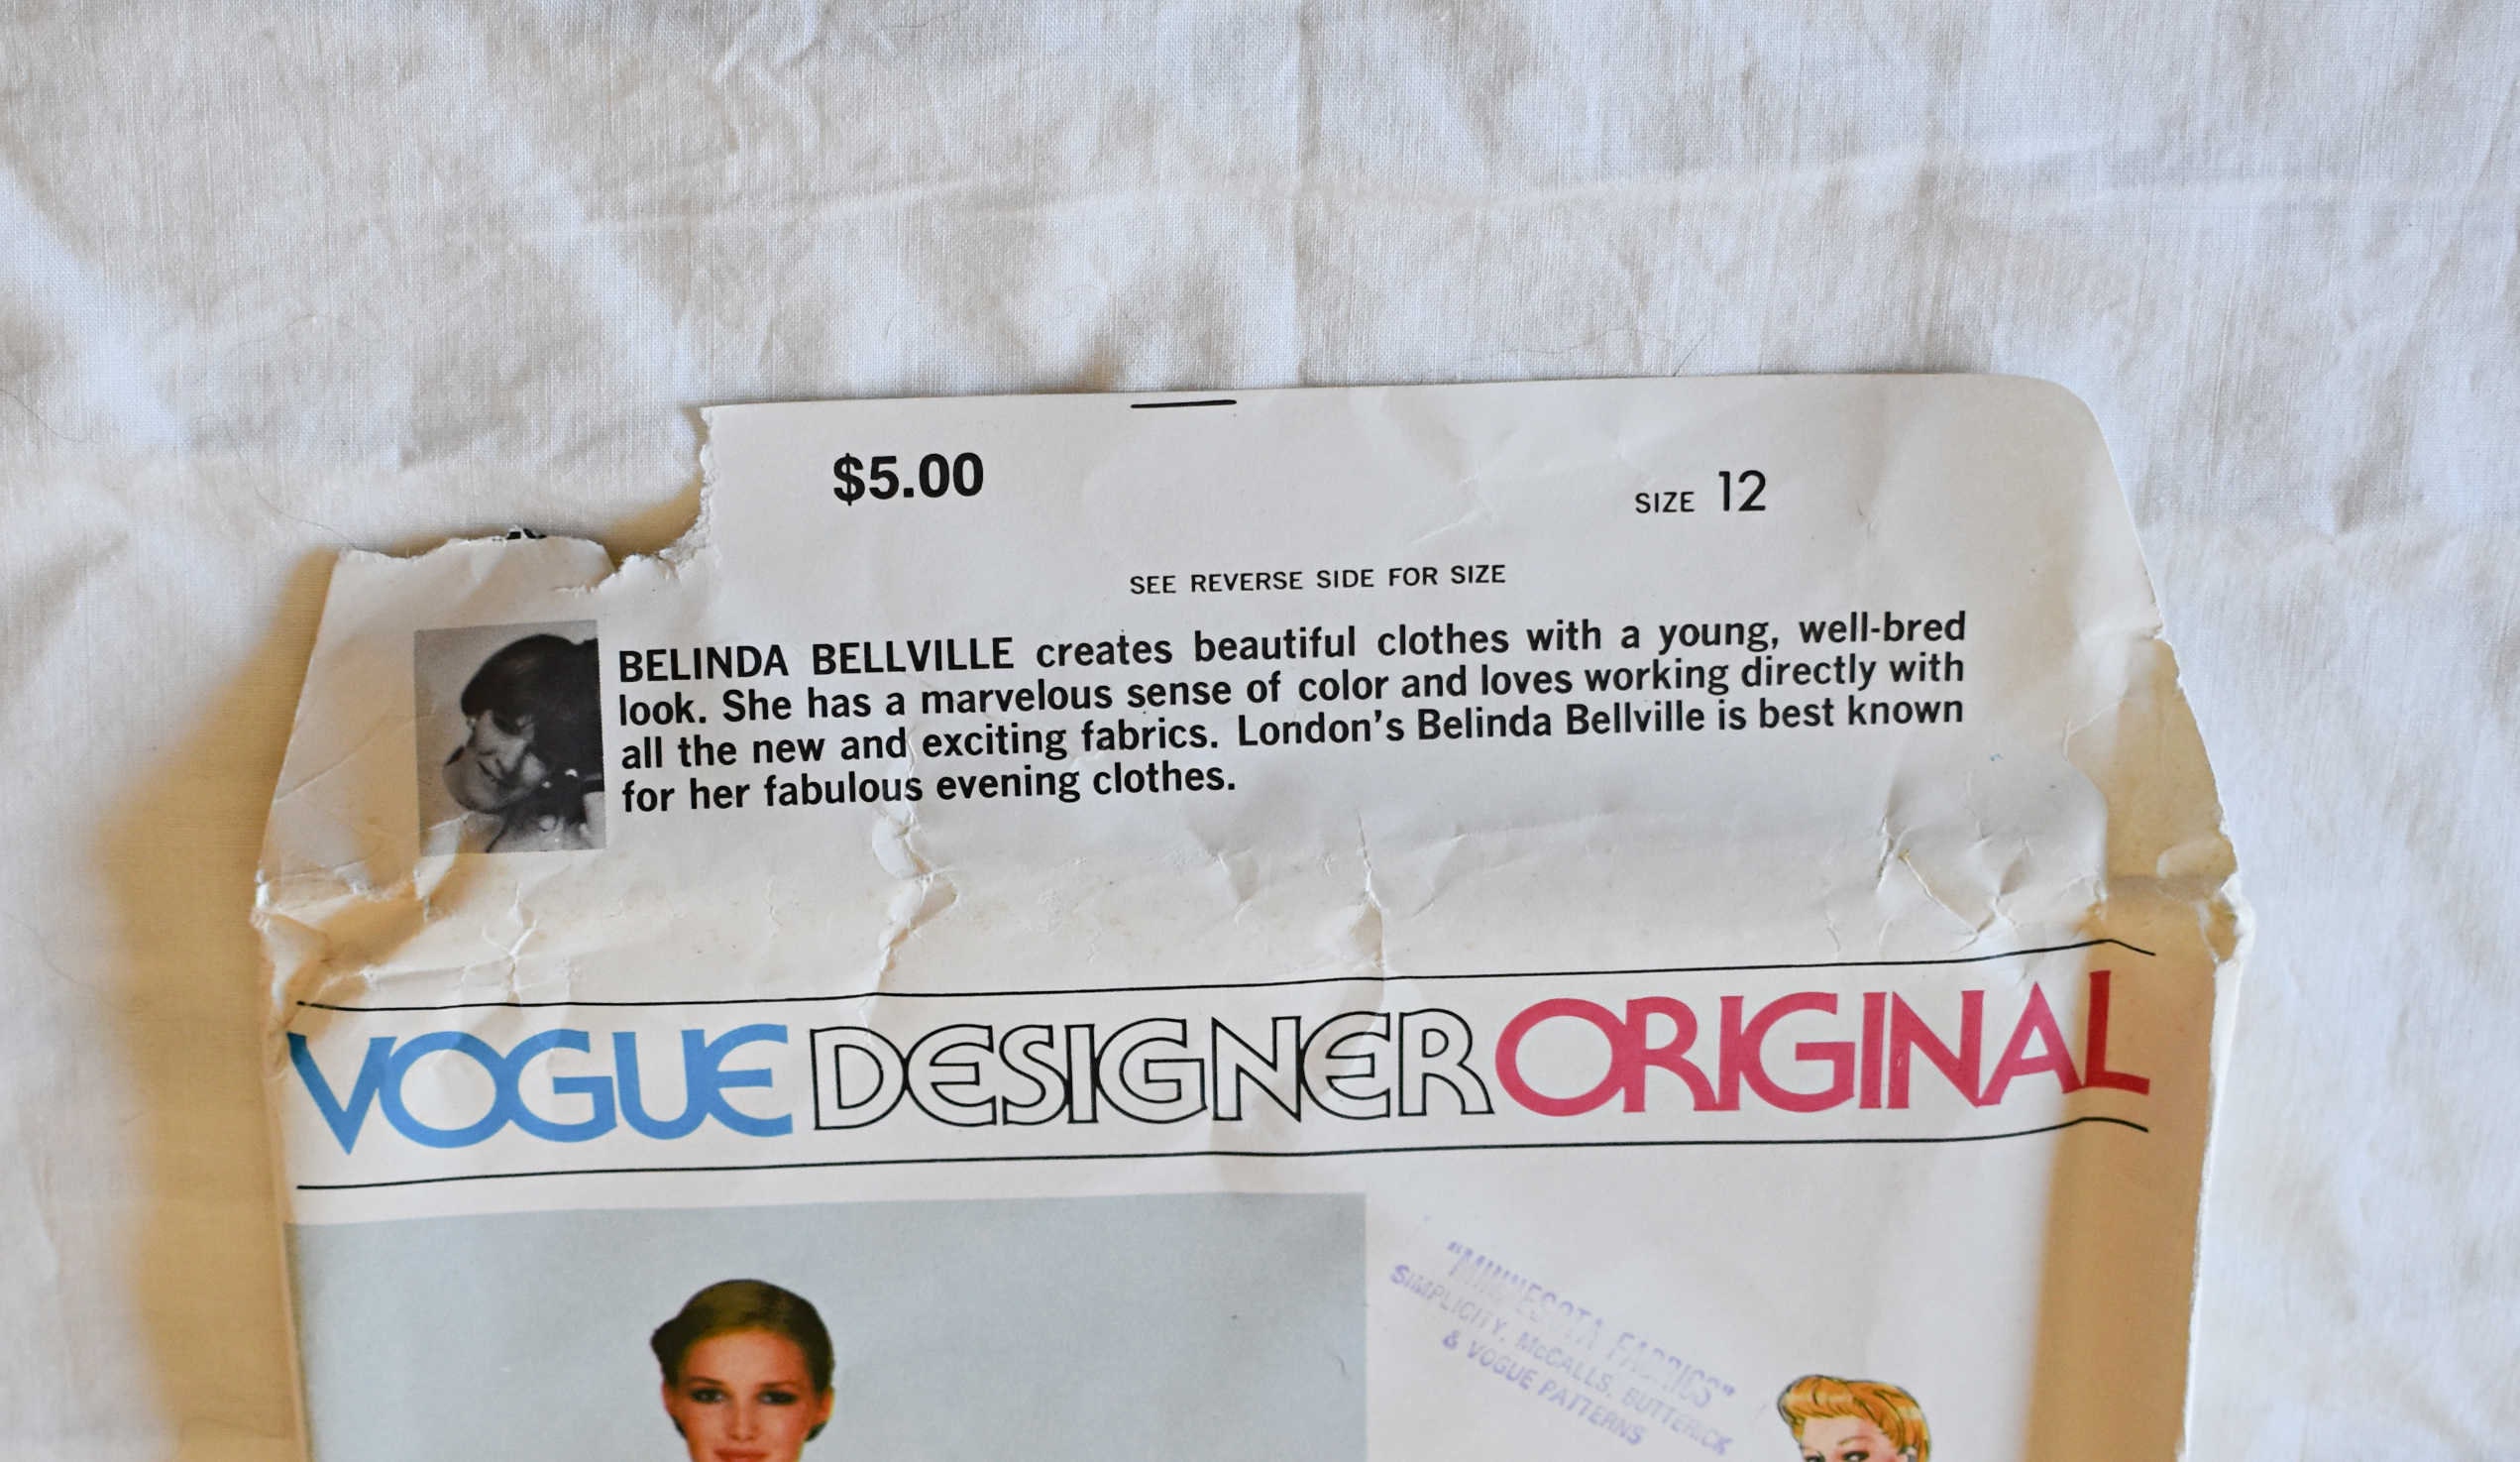 $5.00
SIZE 12
SEE REVERSE SIDE FOR SIZE
BELINDA BELLVILLE creates beautiful clothes with a young, well-bred
look. She has a marvelous sense of color and loves working directly with
all the new and exciting fabrics. London's Belinda Bellville is best known
for her fabulous evening clothes.
VOGUE DESIGNER ORIGINAL
"MINNESOTA FABRICS"
SIMPLICITY, McCALLS, BUTTERICK
& VOGUE PATTERNS